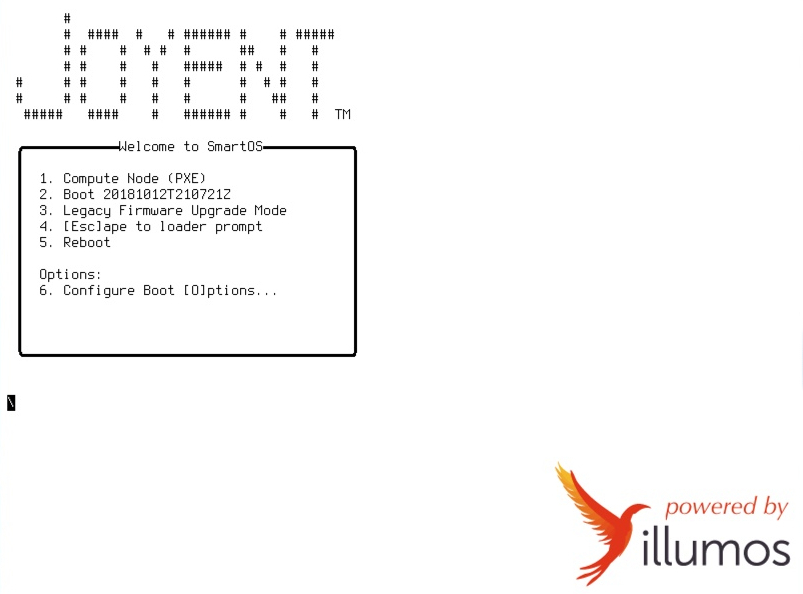 JOYENT TM
Welcome to SmartOS
1. Compute Node (PXE)
2. Boot 20181012T210721Z
3. Legacy Firmware Upgrade Mode
4. [Esc]ape to loader prompt
5. Reboot
Options:
6. Configure Boot [O]ptions...
\
powered by
illumos